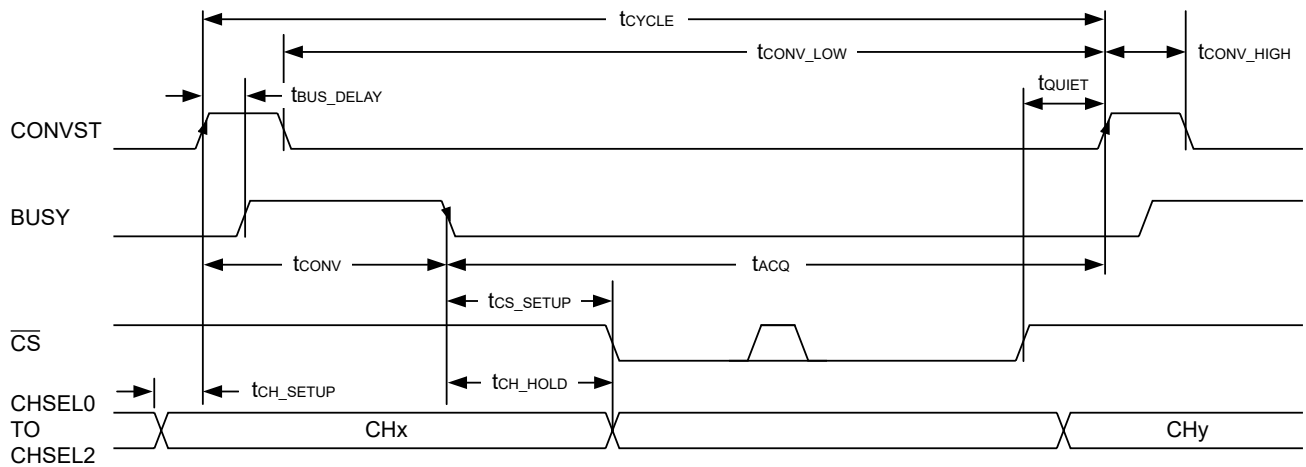 tCYCLE
tCONV_LOW
tCONV_HIGH
tBUS_DELAY
tQUIET
CONVST
BUSY
tCONV
tACQ
tCS_SETUP
CS
tCH_HOLD
tCH_SETUP
CHSEL0
TO
CHSEL2
CHx
CHy